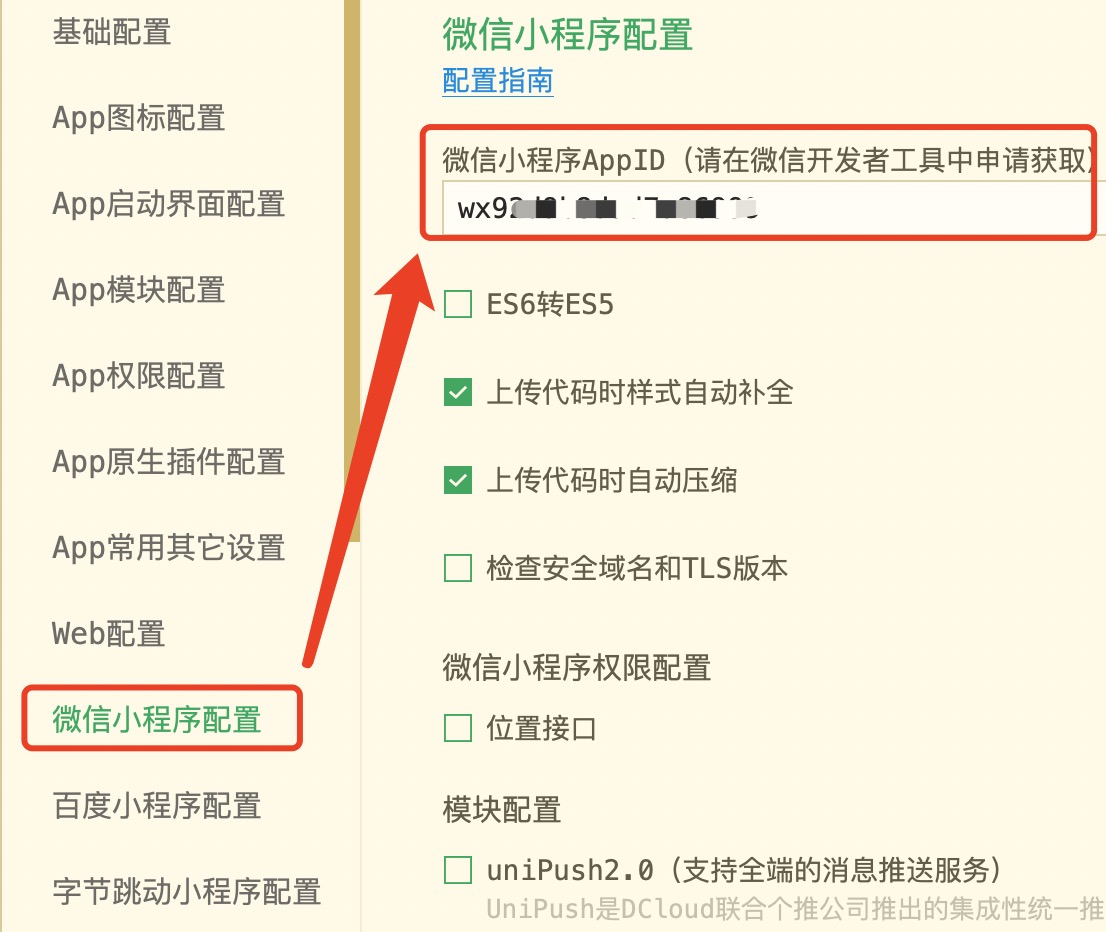 基础配置
App图标配置
App启动界面配置
App模块配置
App权限配置
App原生插件配置
App常用其它设置
Web配置
微信小程序配置
百度小程序配置
字节跳动小程序配置
微信小程序配置
配置指南
微信小程序AppID（请在微信开发者工具中申请获取）
wx92
ES6转ES5
上传代码时样式自动补全
上传代码时自动压缩
检查安全域名和TLS版本
微信小程序权限配置
位置接口
模块配置
uniPush2.0（支持全端的消息推送服务）
UniPush是DCloud联合个推公司推出的集成性统一推